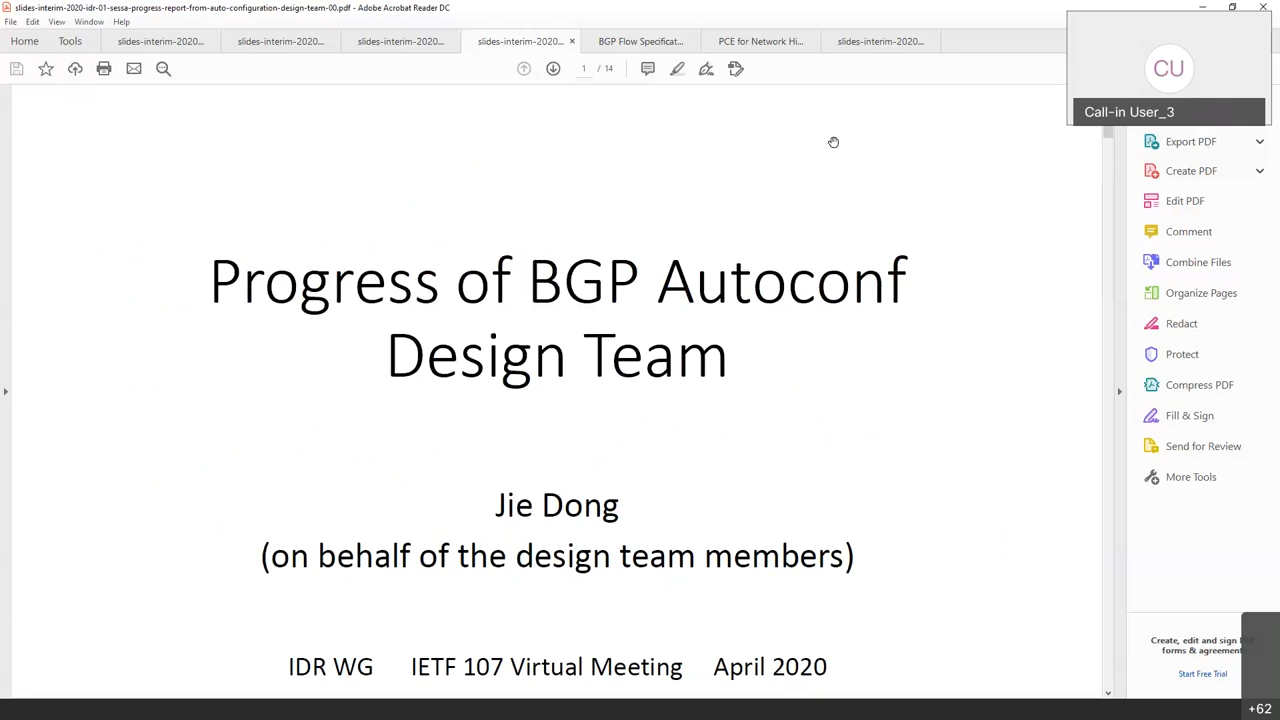 slides-interim-2020-idr-01-sessa-progress-report-from-auto-configuration-design-team-00.pdf - Adobe Acrobat Reader DC
File Edit View Window Help
Home Tools slides-interim-2020... slides-interim-2020... slides-interim-2020... slides-interim-2020... × BGP Flow Specificat... PCE for Network Hi... slides-interim-2020...
1 / 14
CU
Call-in User_3
Progress of BGP Autoconf
Design Team
Jie Dong
(on behalf of the design team members)
IDR WG IETF 107 Virtual Meeting April 2020
Export PDF
Create PDF
Edit PDF
Comment
Combine Files
Organize Pages
Redact
Protect
Compress PDF
Fill & Sign
Send for Review
More Tools
Create, edit and sign
forms & agreement
Start Free Trial
+62